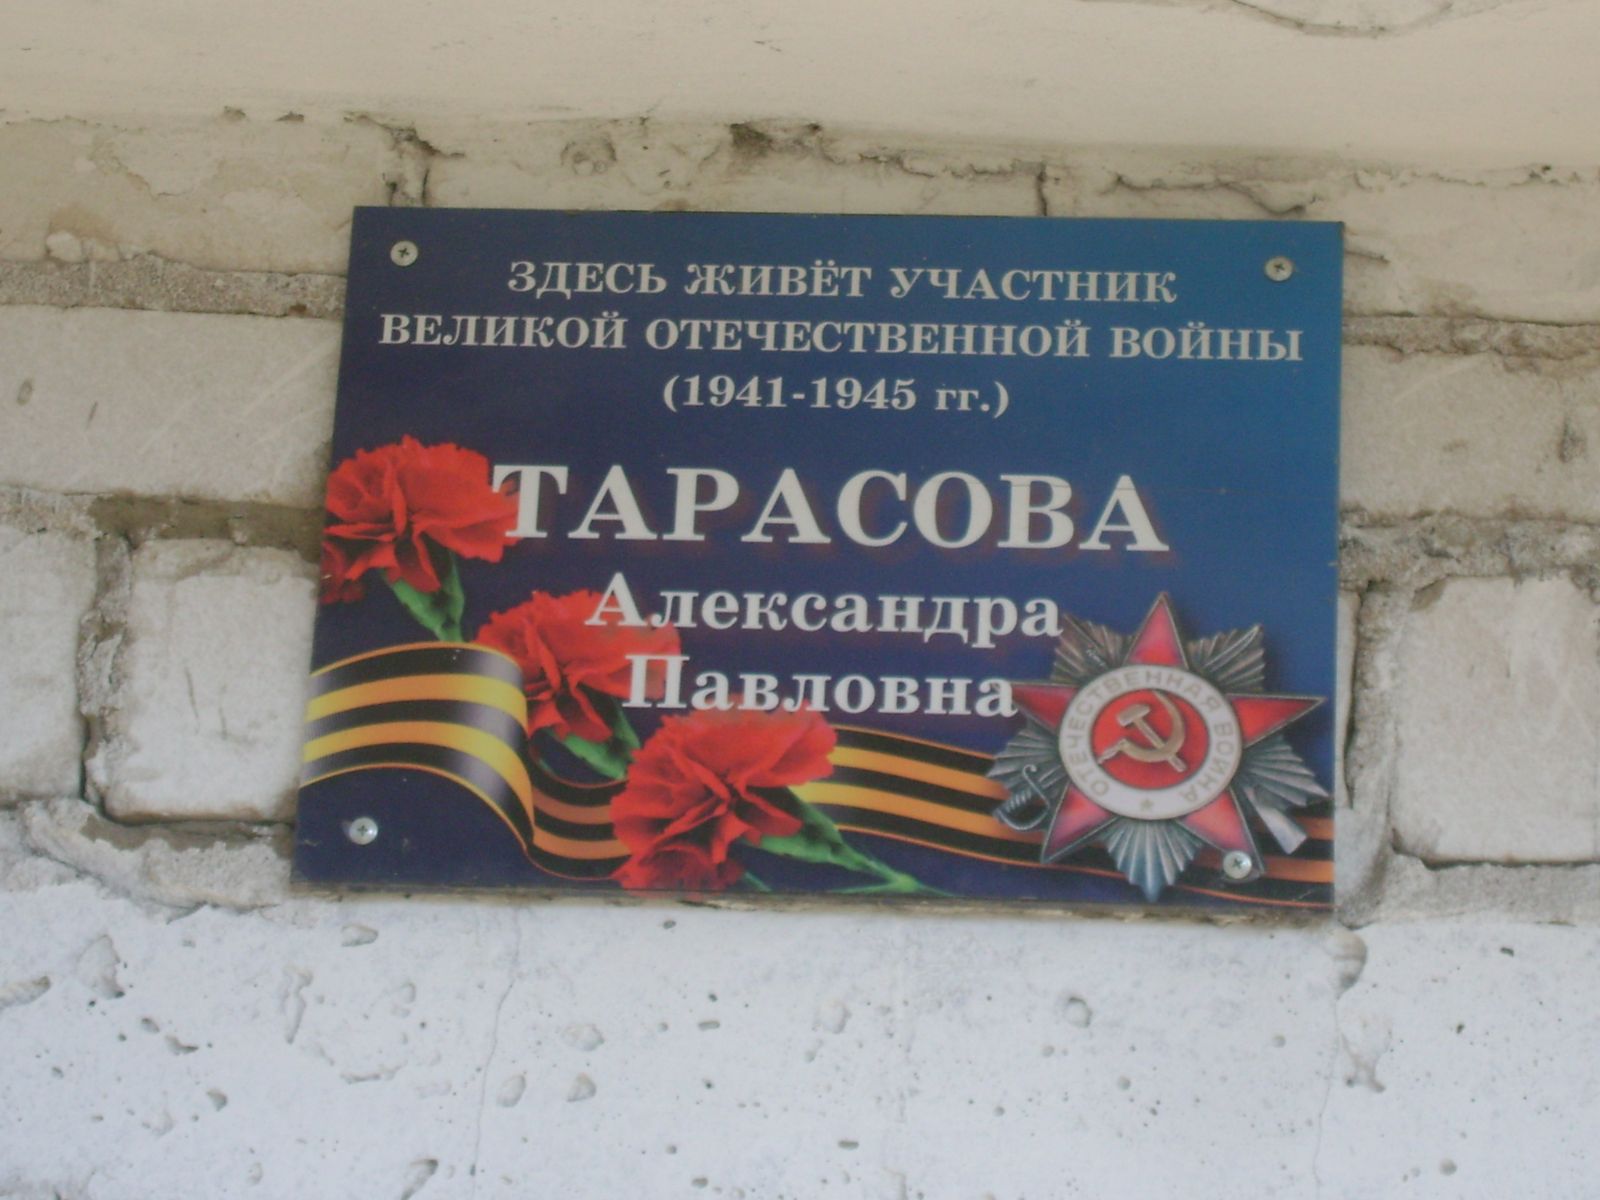 ЗДЕСЬ ЖИВЁТ УЧАСТНИК
ВЕЛИКОЙ ОТЕЧЕСТВЕННОЙ ВОЙНЫ
(1941-1945 гг.)
ТАРАСОВА
Александра
Павловна
ОТЕЧЕСТВЕННАЯ ВОЙНА